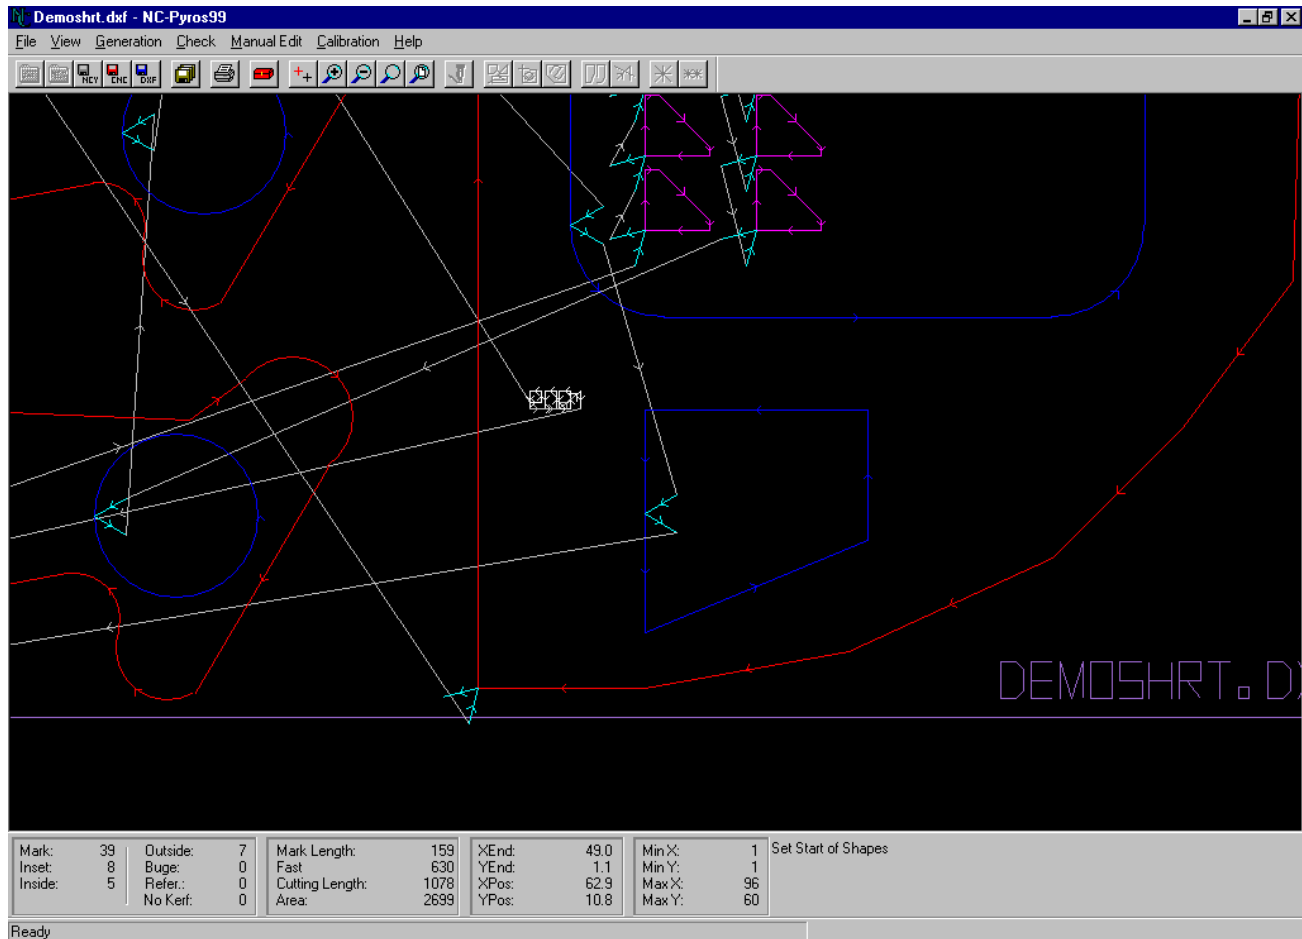 Demoshrt.dxf - NC-Pyros99
File View Generation Check Manual Edit Calibration Help
NCY CNC DXF
DEMOSHRT.DX
Mark: 39 Outside: 7 Mark Length: 159 XEnd: 49.0 Min X: 1 Set Start of Shapes
Inset: 8 Buge: 0 Fast 630 YEnd: 1.1 Min Y: 1
Inside: 5 Refer.: 0 Cutting Length: 1078 XPos: 62.9 Max X: 96
No Kerf: 0 Area: 2699 YPos: 10.8 Max Y: 60
Ready